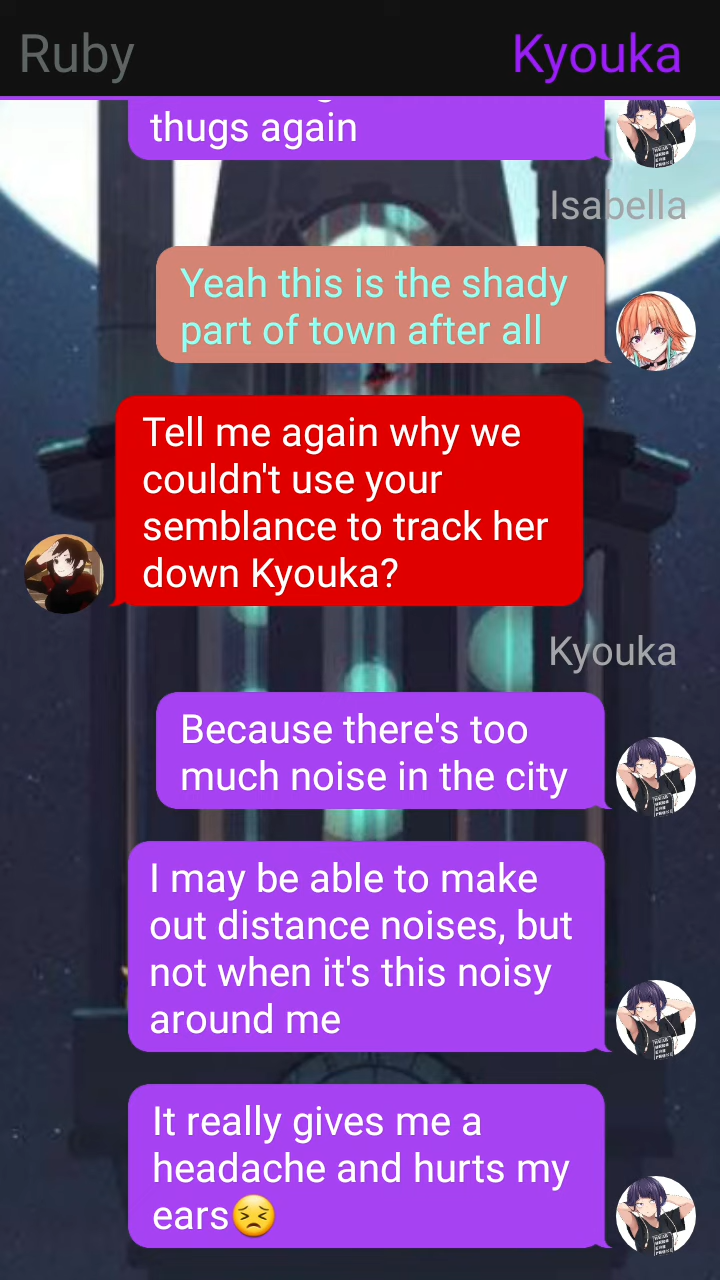 Ruby
Kyouka
thugs again
Isabella
Yeah this is the shady
part of town after all
Tell me again why we
couldn't use your
semblance to track her
down Kyouka?
Kyouka
Because there's too
much noise in the city
I may be able to make
out distance noises, but
not when it's this noisy
around me
It really gives me a
headache and hurts my
ears😣